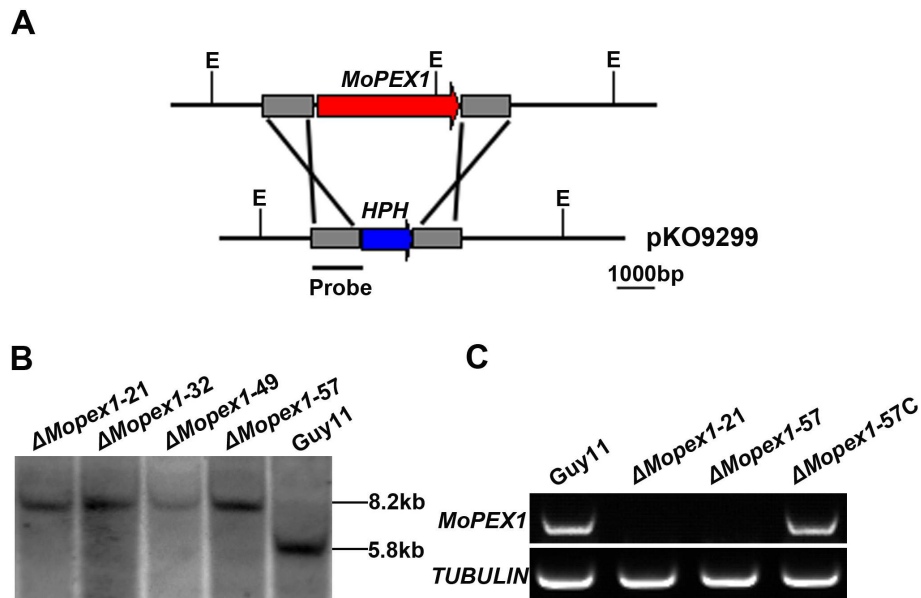 A
E E E
MoPEX1
E HPH E
pKO9299
Probe
1000bp
B
ΔMopex1-21
ΔMopex1-32
ΔMopex1-49
ΔMopex1-57
Guy11
8.2kb
5.8kb
C
Guy11
ΔMopex1-21
ΔMopex1-57
ΔMopex1-57C
MoPEX1
TUBULIN